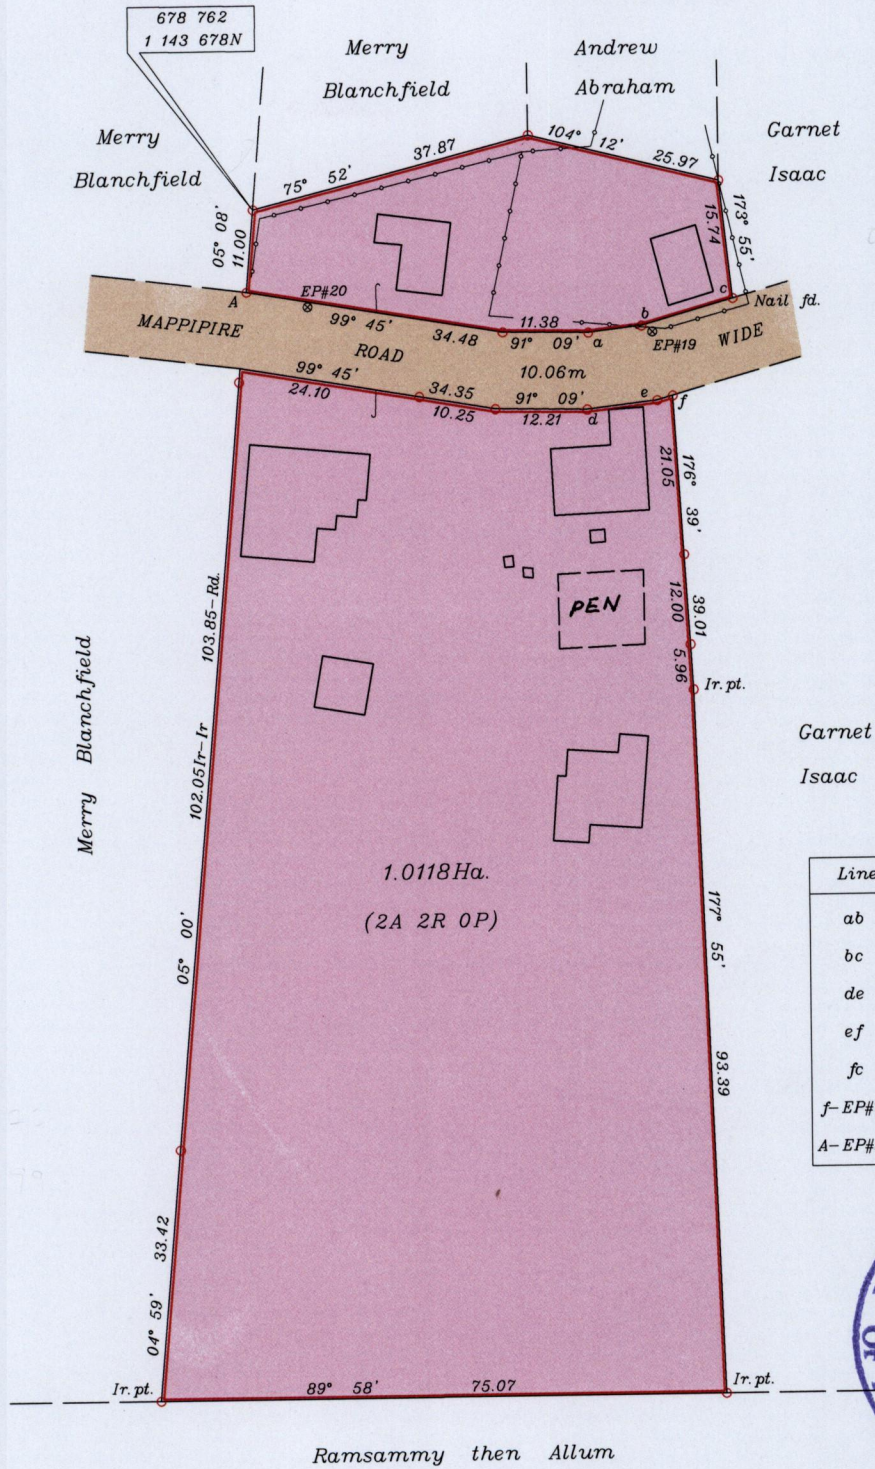 678 762
1 143 678N
Merry
Blanchfield
Andrew
Abraham
Merry
Blanchfield
Garnet
Isaac
75° 52'
37.87
104° 12'
25.97
05° 08'
11.00
15.74
173° 55'
A
EP#20
99° 45'
34.48
11.38
91° 09'
a
b
c
Nail fd.
EP#19
MAPPIPIRE
ROAD
10.06m
WIDE
99° 45'
24.10
34.35
10.25
91° 09'
12.21
d
e
f
21.05
176° 39'
12.00
39.01
5.96
Ir.pt.
PEN
103.85-Rd.
102.05Ir-Ir
Merry Blanchfield
Garnet
Isaac
1.0118Ha.
(2A 2R 0P)
05° 00'
177° 55'
93.39
Line
ab
bc
de
ef
fc
f-EP#
A-EP#
33.42
04° 59'
Ir.pt.
89° 58'
75.07
Ir.pt.
OF
Ramsammy then Allum